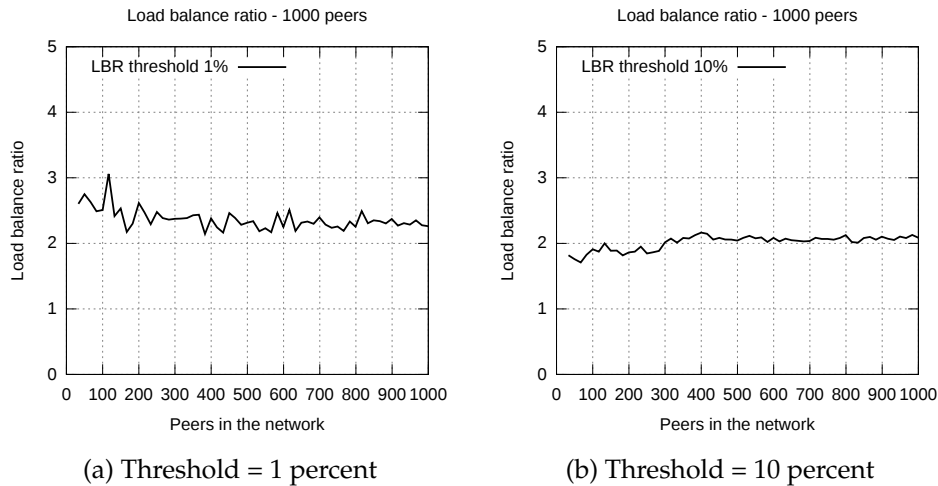 Load balance ratio - 1000 peers
5
4
3
2
1
0
Load balance ratio
LBR threshold 1%
0 100 200 300 400 500 600 700 800 900 1000
Peers in the network
(a) Threshold = 1 percent
Load balance ratio - 1000 peers
5
4
3
2
1
0
Load balance ratio
LBR threshold 10%
0 100 200 300 400 500 600 700 800 900 1000
Peers in the network
(b) Threshold = 10 percent